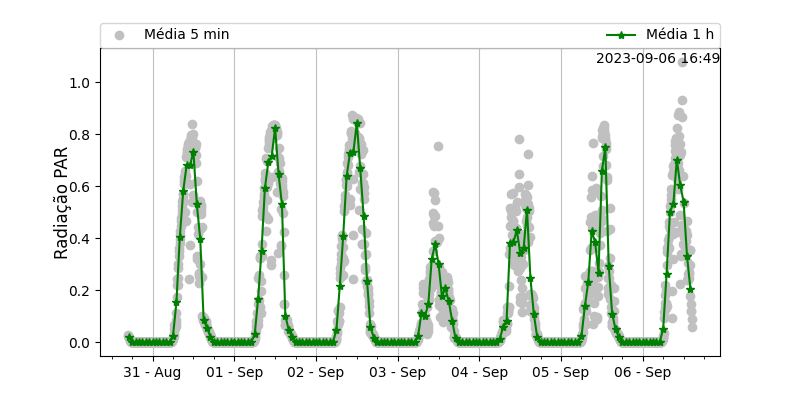 Média 5 min
Média 1 h
2023-09-06 16:49
Radiação PAR
1.0
0.8
0.6
0.4
0.2
0.0
31 - Aug
01 - Sep
02 - Sep
03 - Sep
04 - Sep
05 - Sep
06 - Sep